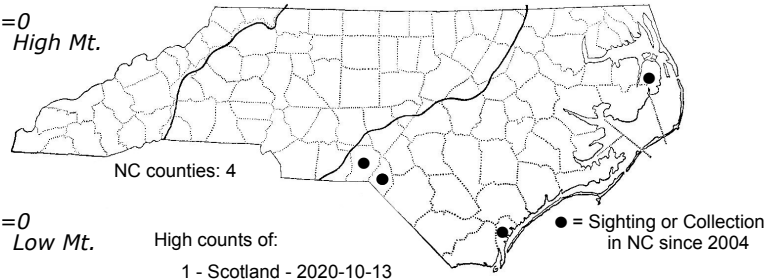 =0
High Mt.
NC counties: 4
=0
Low Mt.
High counts of:
1 - Scotland - 2020-10-13
● = Sighting or Collection
in NC since 2004